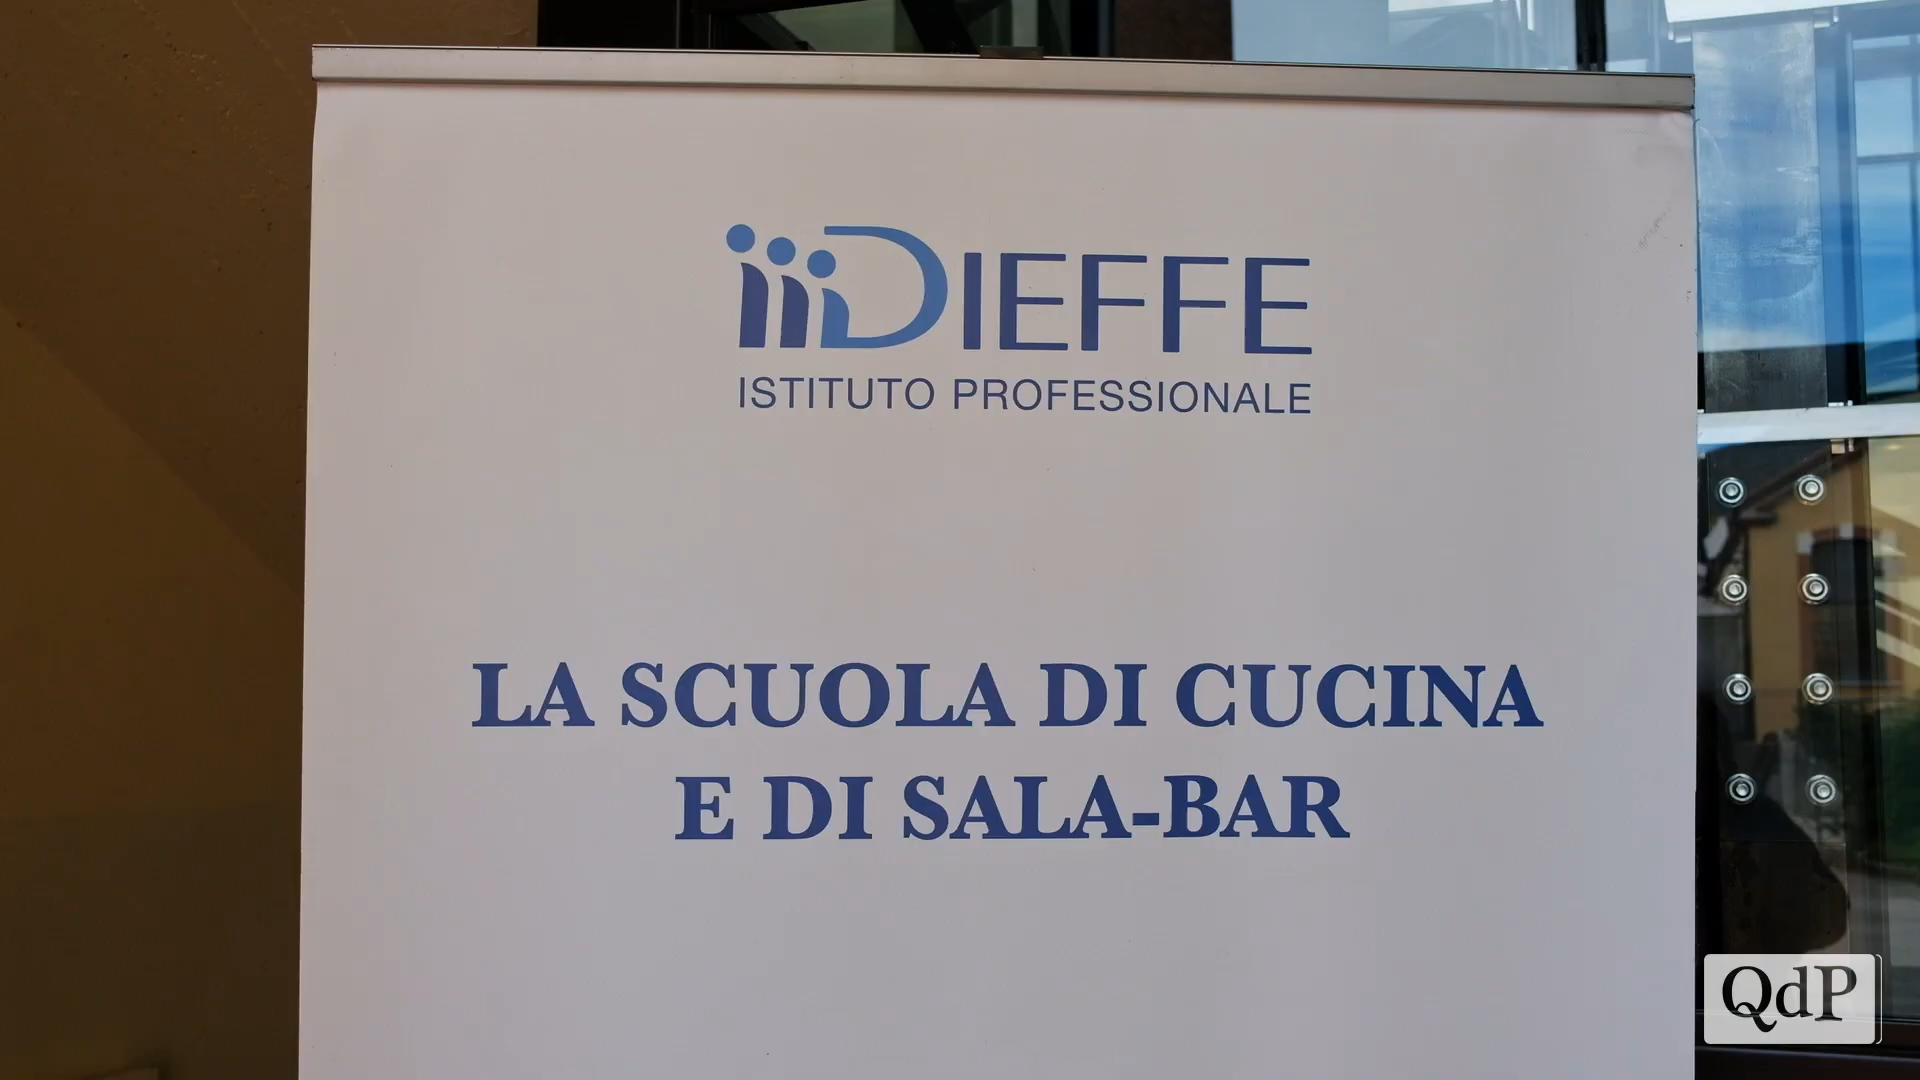 DIEFFE
ISTITUTO PROFESSIONALE
LA SCUOLA DI CUCINA
E DI SALA-BAR
QdP